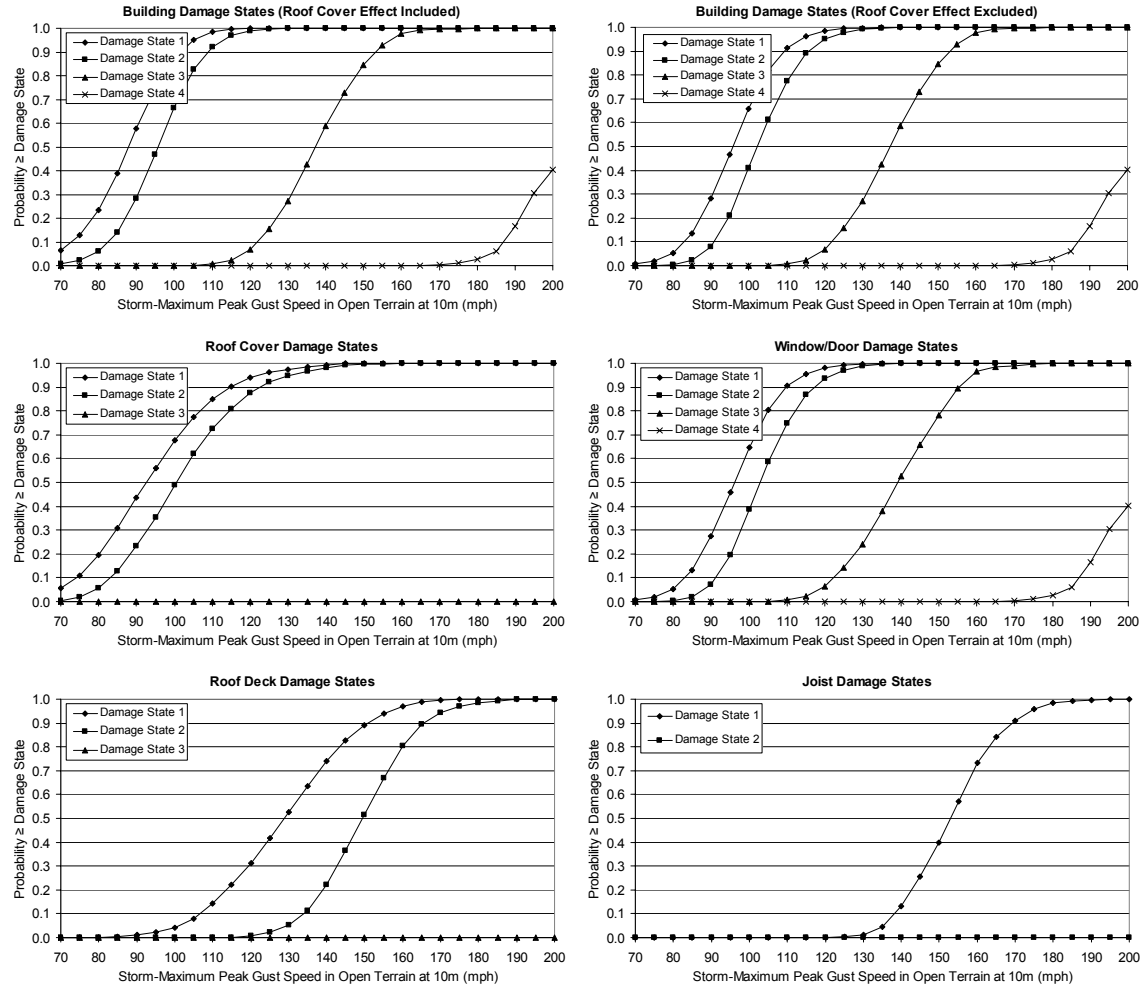 Building Damage States (Roof Cover Effect Included)
Probability ≥ Damage State
1.0
0.9
0.8
0.7
0.6
0.5
0.4
0.3
0.2
0.1
0.0
Damage State 1
Damage State 2
Damage State 3
Damage State 4
70 80 90 100 110 120 130 140 150 160 170 180 190 200
Storm-Maximum Peak Gust Speed in Open Terrain at 10m (mph)
Building Damage States (Roof Cover Effect Excluded)
Probability ≥ Damage State
1.0
0.9
0.8
0.7
0.6
0.5
0.4
0.3
0.2
0.1
0.0
Damage State 1
Damage State 2
Damage State 3
Damage State 4
70 80 90 100 110 120 130 140 150 160 170 180 190 200
Storm-Maximum Peak Gust Speed in Open Terrain at 10m (mph)
Roof Cover Damage States
Probability ≥ Damage State
1.0
0.9
0.8
0.7
0.6
0.5
0.4
0.3
0.2
0.1
0.0
Damage State 1
Damage State 2
Damage State 3
70 80 90 100 110 120 130 140 150 160 170 180 190 200
Storm-Maximum Peak Gust Speed in Open Terrain at 10m (mph)
Window/Door Damage States
Probability ≥ Damage State
1.0
0.9
0.8
0.7
0.6
0.5
0.4
0.3
0.2
0.1
0.0
Damage State 1
Damage State 2
Damage State 3
Damage State 4
70 80 90 100 110 120 130 140 150 160 170 180 190 200
Storm-Maximum Peak Gust Speed in Open Terrain at 10m (mph)
Roof Deck Damage States
Probability ≥ Damage State
1.0
0.9
0.8
0.7
0.6
0.5
0.4
0.3
0.2
0.1
0.0
Damage State 1
Damage State 2
Damage State 3
70 80 90 100 110 120 130 140 150 160 170 180 190 200
Storm-Maximum Peak Gust Speed in Open Terrain at 10m (mph)
Joist Damage States
Probability ≥ Damage State
1.0
0.9
0.8
0.7
0.6
0.5
0.4
0.3
0.2
0.1
0.0
Damage State 1
Damage State 2
70 80 90 100 110 120 130 140 150 160 170 180 190 200
Storm-Maximum Peak Gust Speed in Open Terrain at 10m (mph)